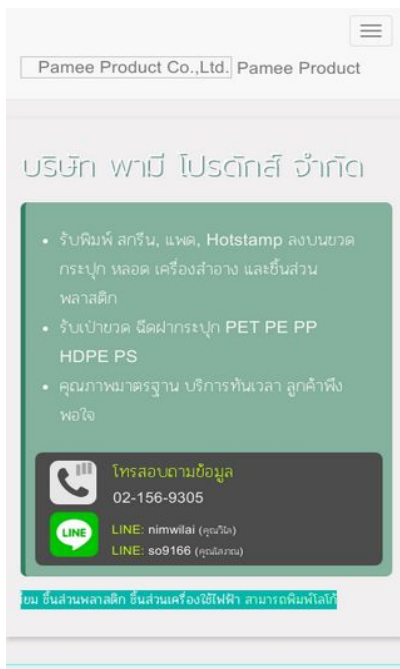 Pamee Product Co.,Ltd. Pamee Product
บริษัท พามี โปรดักส์ จำกัด
รับพิมพ์ สกรีน, แพด, Hotstamp ลงบนขวด
กระปุก หลอด เครื่องสำอาง และชิ้นส่วน
พลาสติก
รับเป่าขวด ฉีดฝากระปุก PET PE PP
HDPE PS
คุณภาพมาตรฐาน บริการทันเวลา ลูกค้าพึง
พอใจ
โทรสอบถามข้อมูล
02-156-9305
LINE
LINE: nimwilai (คุณวิไล)
LINE: so9166 (คุณโสภณ)
ชิ้นส่วนพลาสติก ชิ้นส่วนเครื่องใช้ไฟฟ้า สามารถพิมพ์โลโก้